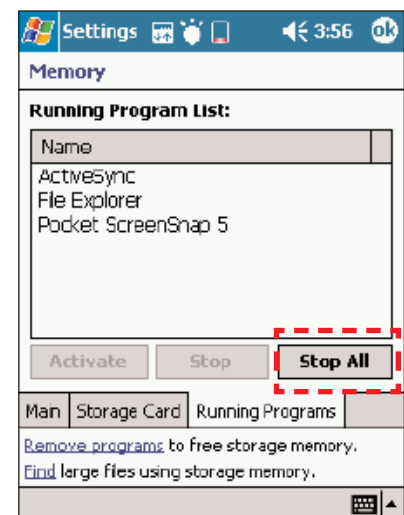 Settings 3:56 ok
Memory
Running Program List:
Name
ActiveSync
File Explorer
Pocket ScreenSnap 5
Activate Stop Stop All
Main Storage Card Running Programs
Remove programs to free storage memory.
Find large files using storage memory.